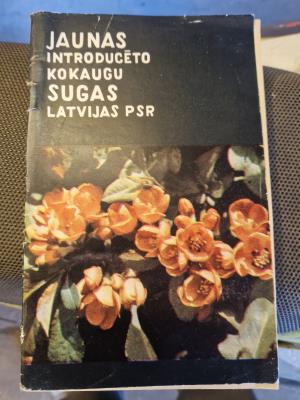 JAUNAS
INTRODUCĒTO
KOKAUGU
SUGAS
LATVIJAS PSR